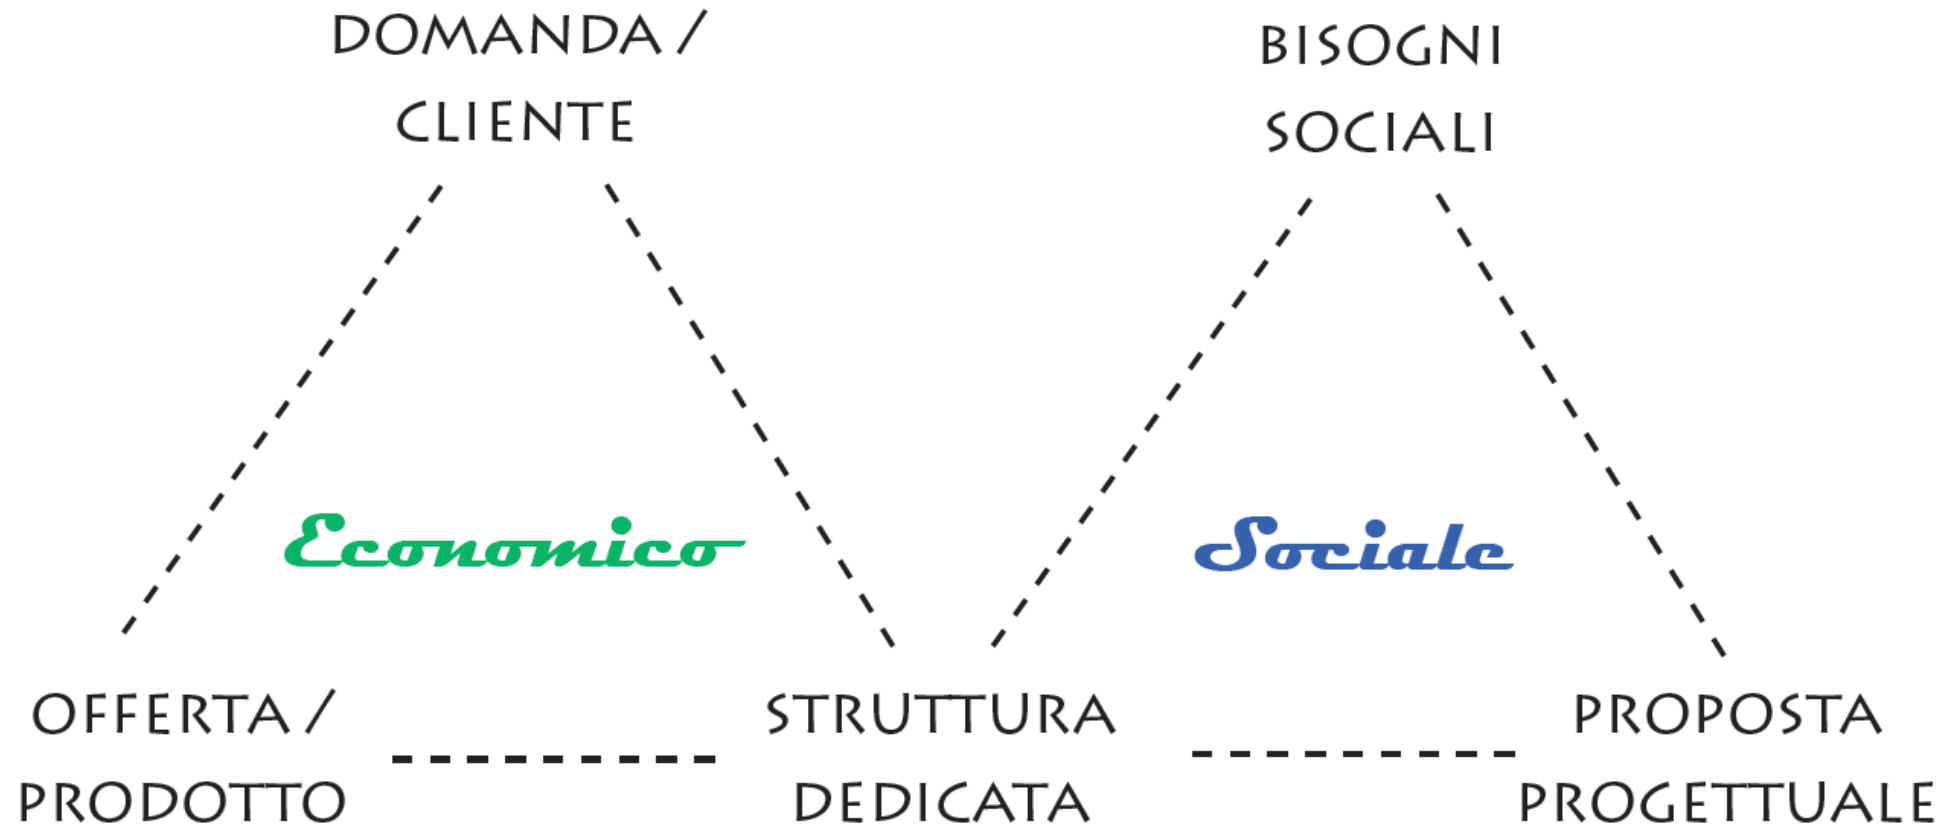 DOMANDA /
CLIENTE
BISOGNI
SOCIALI
Economico
Sociale
OFFERTA /
PRODOTTO
STRUTTURA
DEDICATA
PROPOSTA
PROGETTUALE